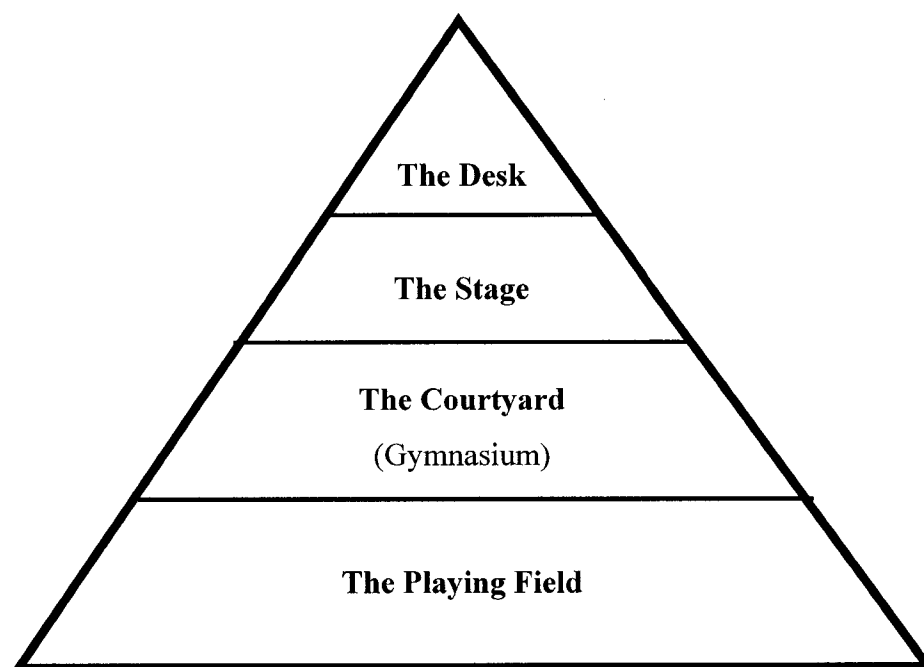 The Desk
The Stage
The Courtyard
(Gymnasium)
The Playing Field